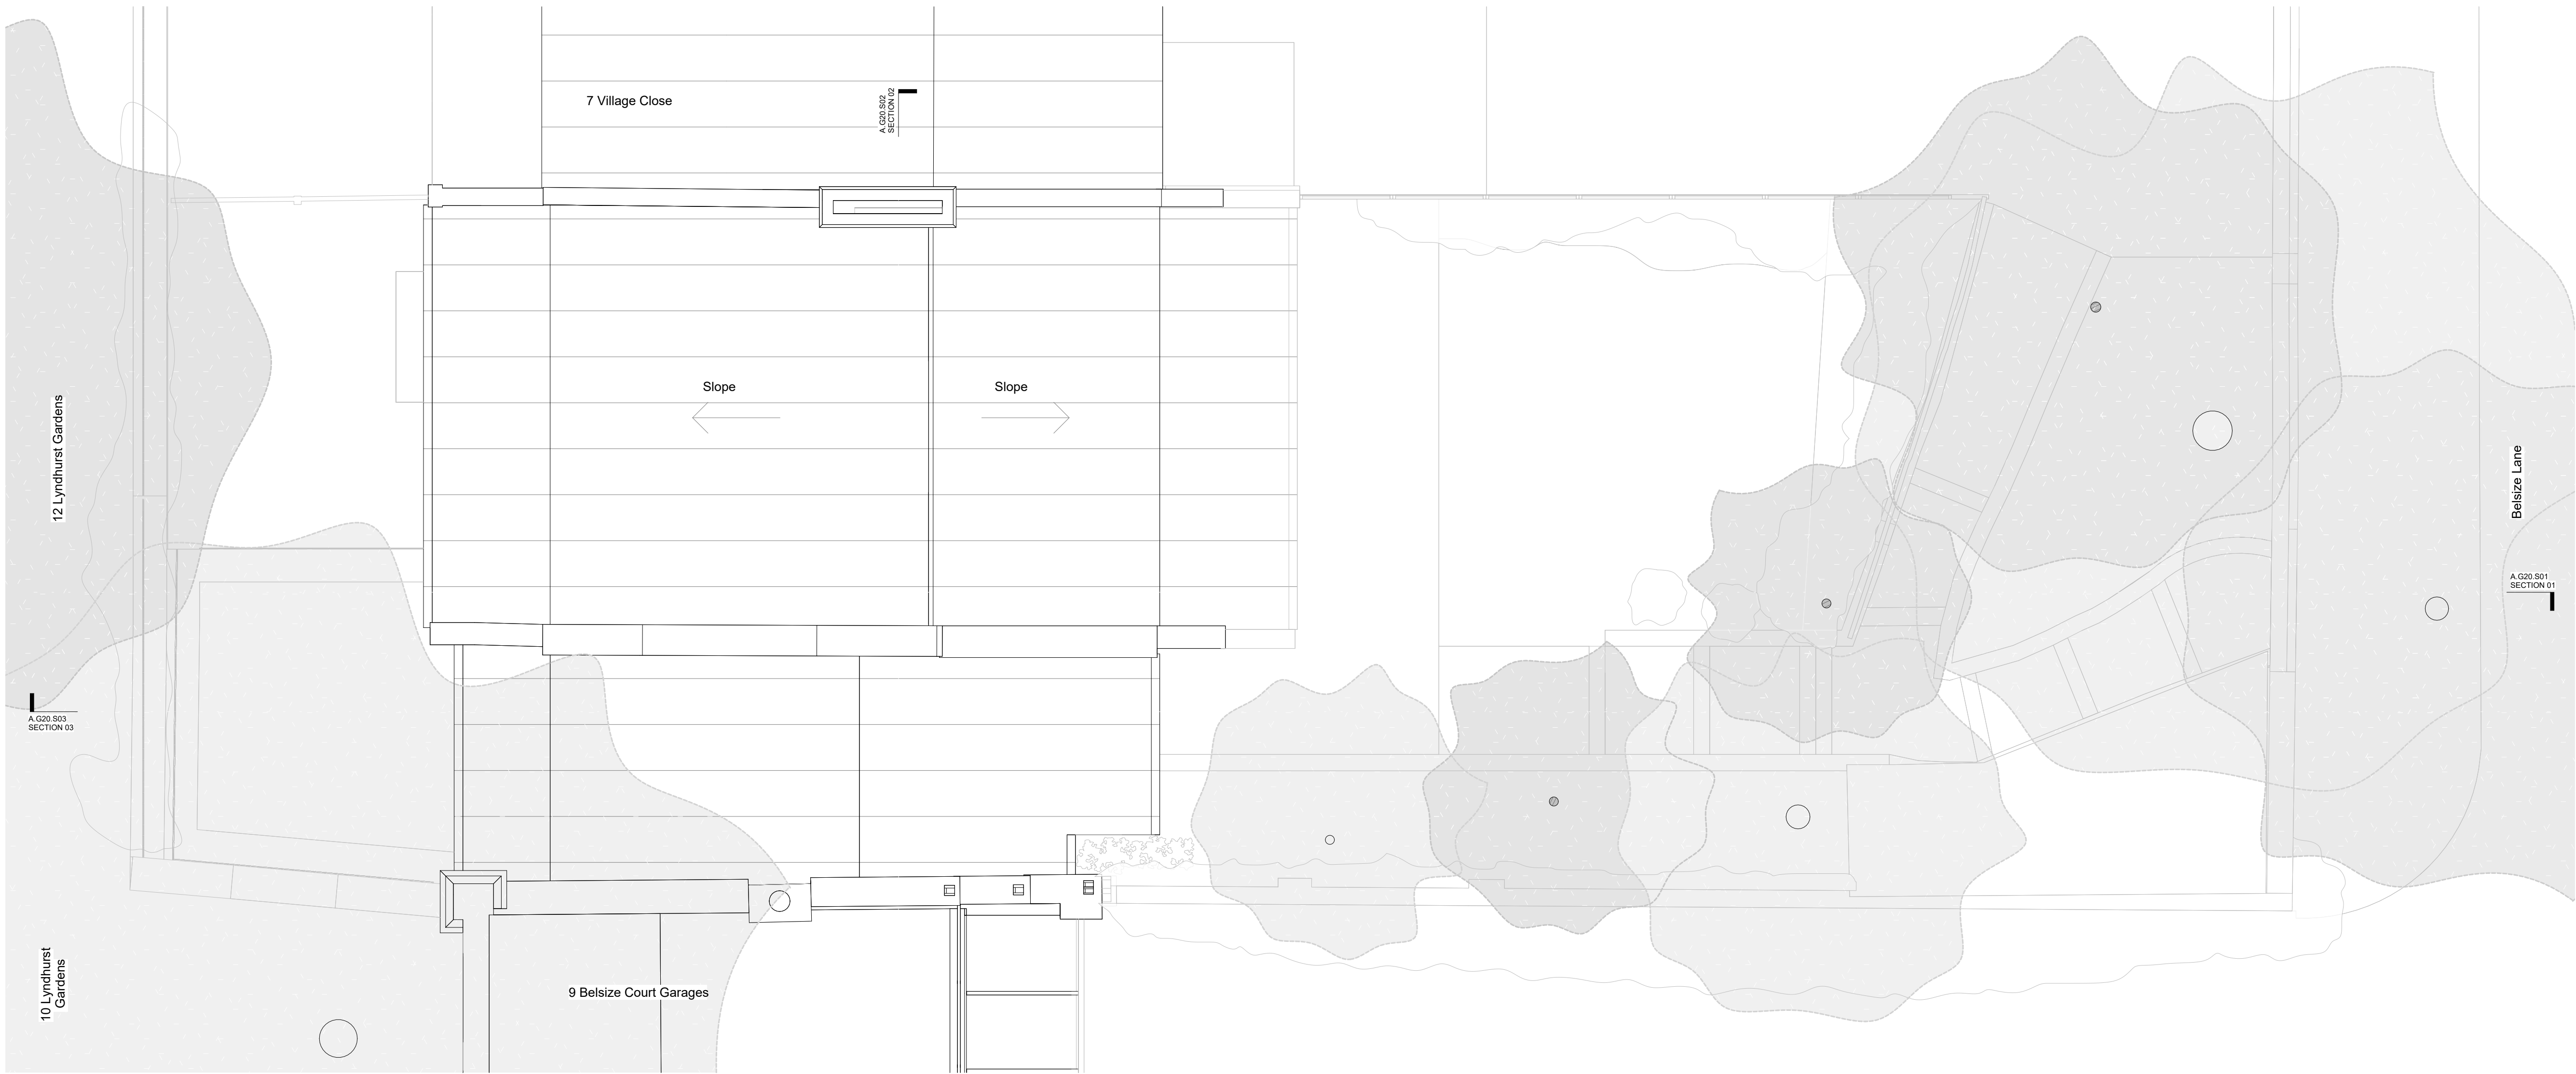 7 Village Close
A.G20.S02
SECTION 02
Slope
Slope
12 Lyndhurst Gardens
Belsize Lane
A.G20.S01
SECTION 01
A.G20.S03
SECTION 03
10 Lyndhurst
Gardens
9 Belsize Court Garages